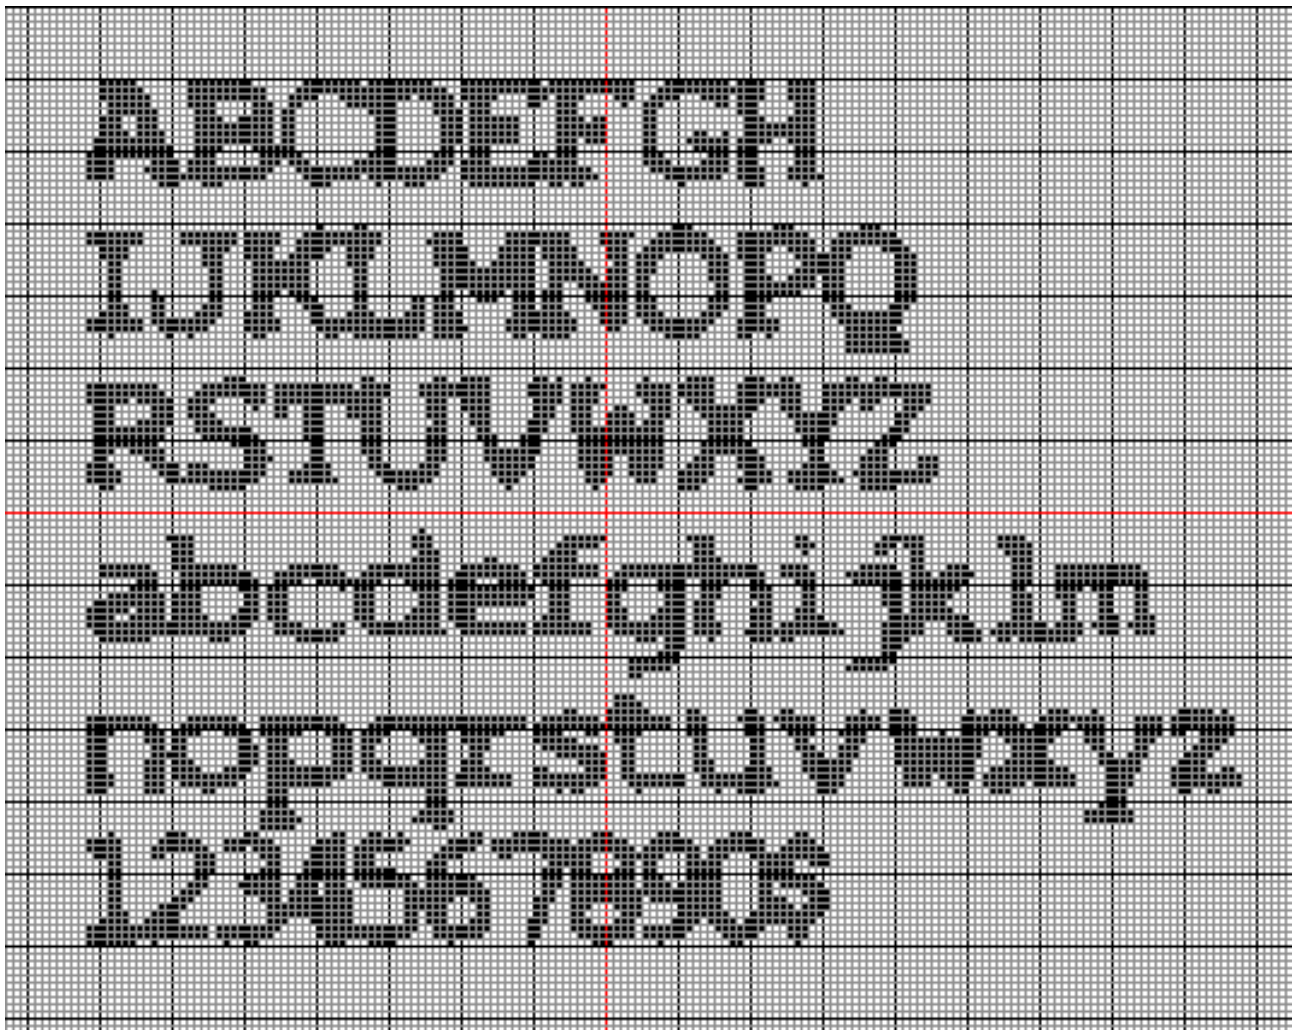 ABCDEFGH
IJKLMNOPQ
RSTUVWXYZ
abcdefghijklm
nopqrstuvwxyz
1234567890$